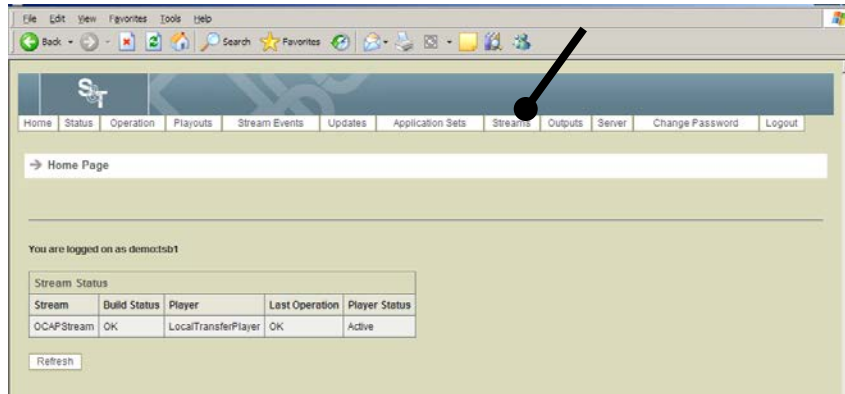 File Edit View Favorites Tools Help
Back Search Favorites
S&T
Home Status Operation Playouts Stream Events Updates Application Sets Streams Outputs Server Change Password Logout
→ Home Page
You are logged on as demo:tsb1
Stream Status
Stream Build Status Player Last Operation Player Status
OCAPStream OK LocalTransferPlayer OK Active
Refresh